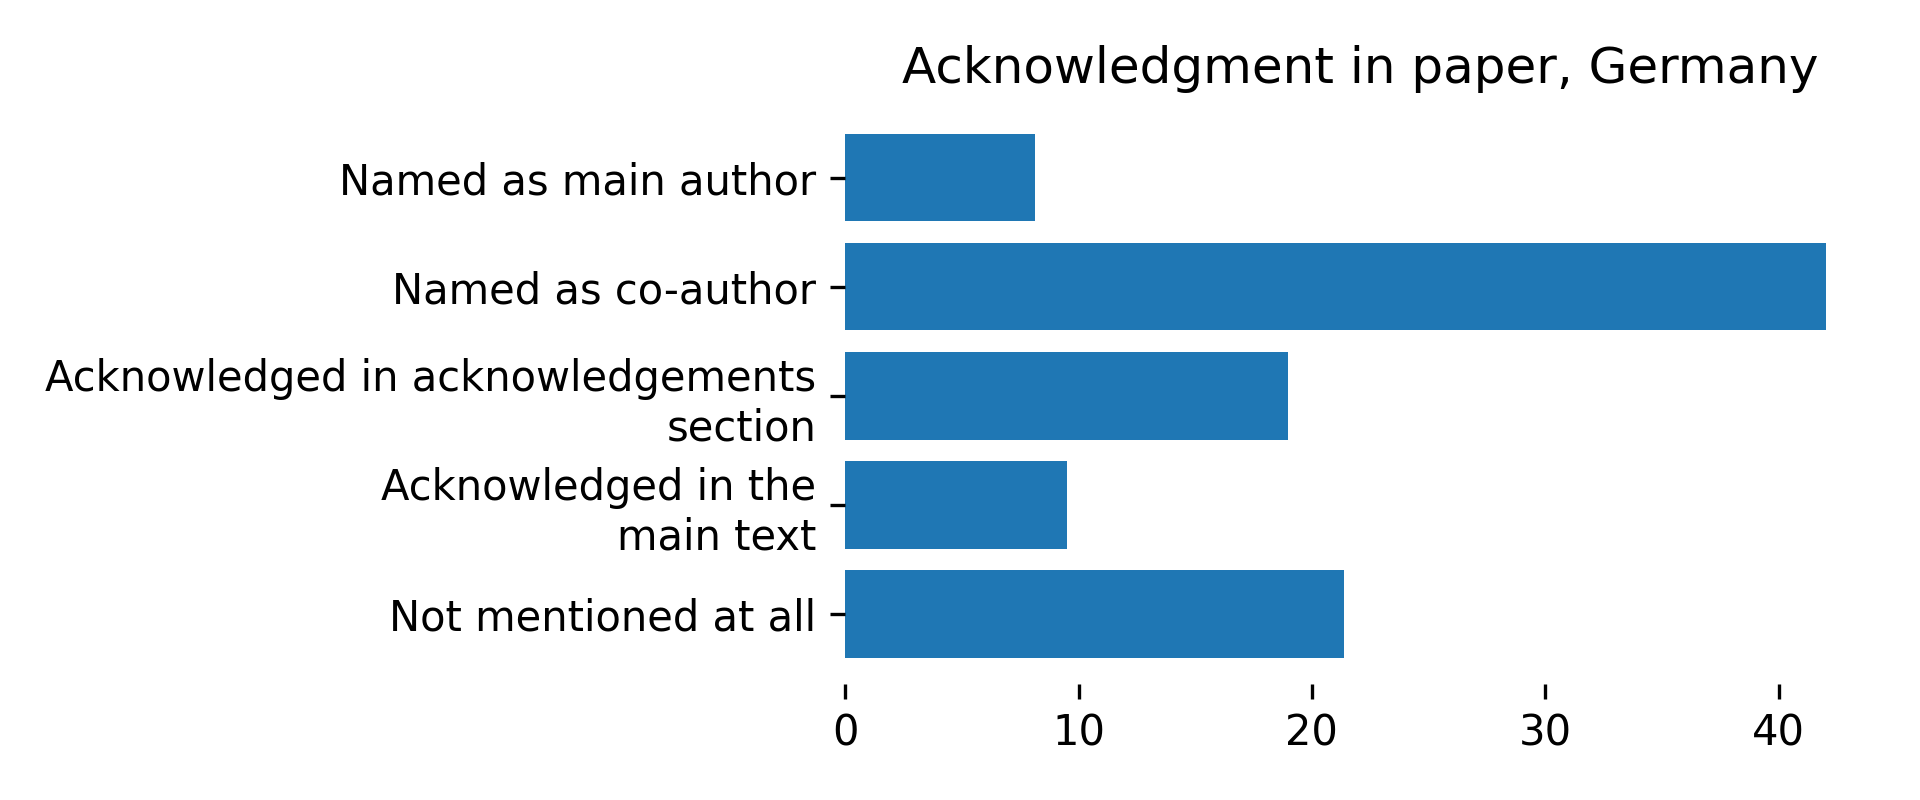 Acknowledgment in paper, Germany
Named as main author
Named as co-author
Acknowledged in acknowledgements
section
Acknowledged in the
main text
Not mentioned at all
0 10 20 30 40